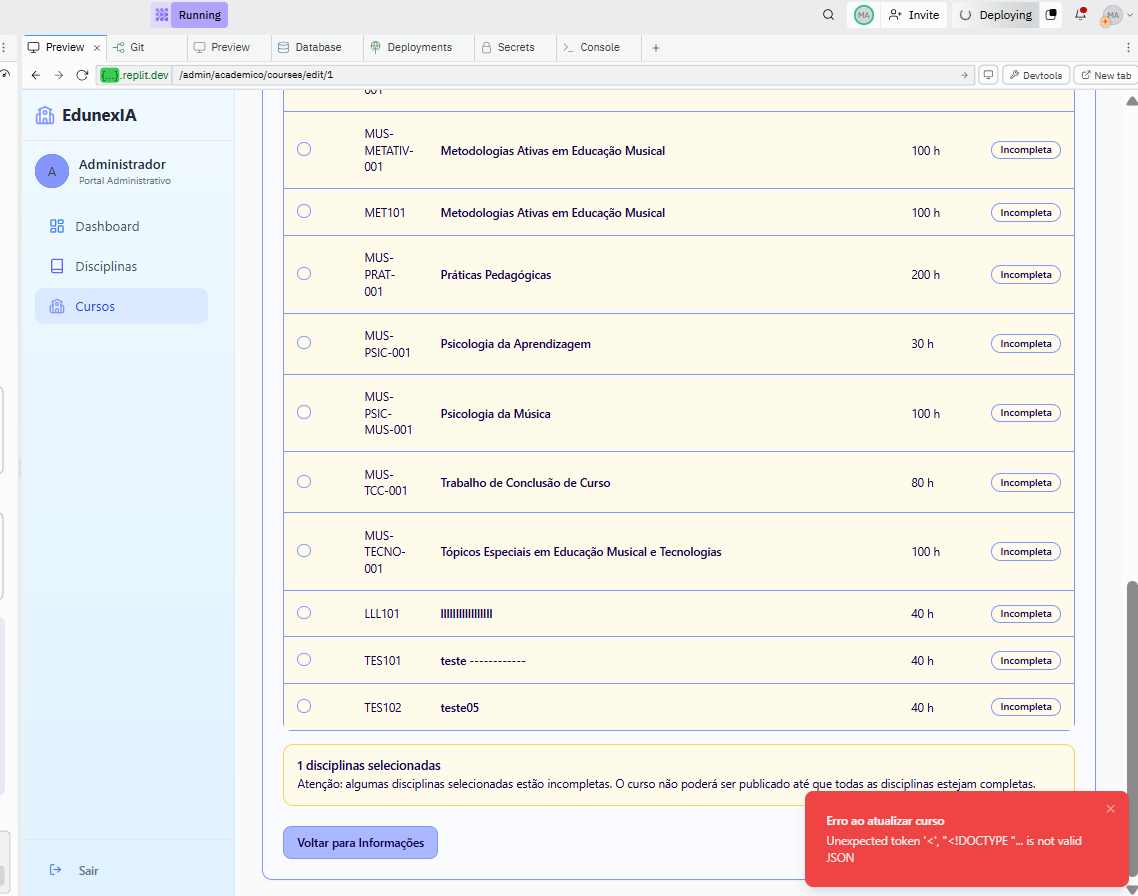 Running
MA
Invite
Deploying
MA
Preview
Git
Preview
Database
Deployments
Secrets
Console
{...}.replit.dev
/admin/academico/courses/edit/1
Devtools
New tab
EdunexIA
A
Administrador
Portal Administrativo
Dashboard
Disciplinas
Cursos
Sair
001
MUS-
METATIV-
001
Metodologias Ativas em Educação Musical
100 h
Incompleta
MET101
Metodologias Ativas em Educação Musical
100 h
Incompleta
MUS-
PRAT-
001
Práticas Pedagógicas
200 h
Incompleta
MUS-
PSIC-001
Psicologia da Aprendizagem
30 h
Incompleta
MUS-
PSIC-
MUS-001
Psicologia da Música
100 h
Incompleta
MUS-
TCC-001
Trabalho de Conclusão de Curso
80 h
Incompleta
MUS-
TECNO-
001
Tópicos Especiais em Educação Musical e Tecnologias
100 h
Incompleta
LLL101
40 h
Incompleta
TES101
teste ------------
40 h
Incompleta
TES102
teste05
40 h
Incompleta
1 disciplinas selecionadas
Atenção: algumas disciplinas selecionadas estão incompletas. O curso não poderá ser publicado até que todas as disciplinas estejam completas.
Voltar para Informações
Erro ao atualizar curso
Unexpected token '<', "<!DOCTYPE "... is not valid
JSON